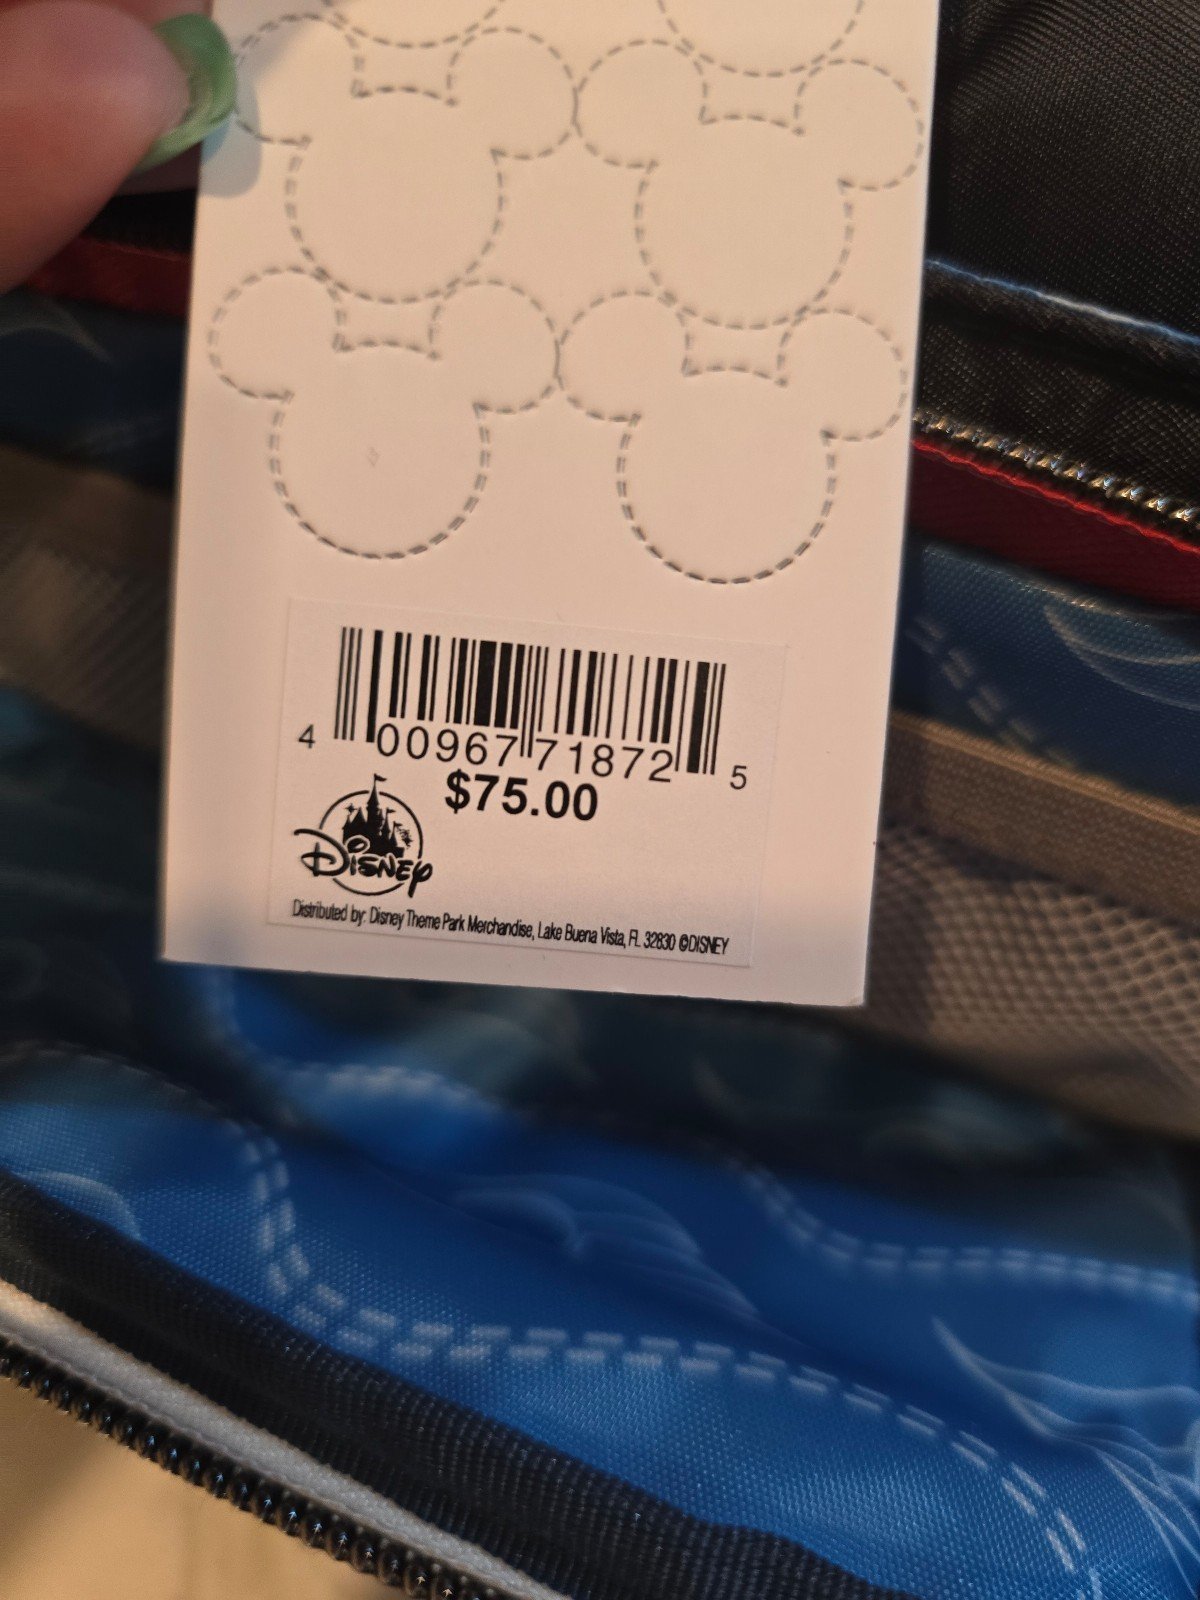 4 00967 71872 5
$75.00
Disney
Distributed by: Disney Theme Park Merchandise, Lake Buena Vista, FL 32830 ©DISNEY